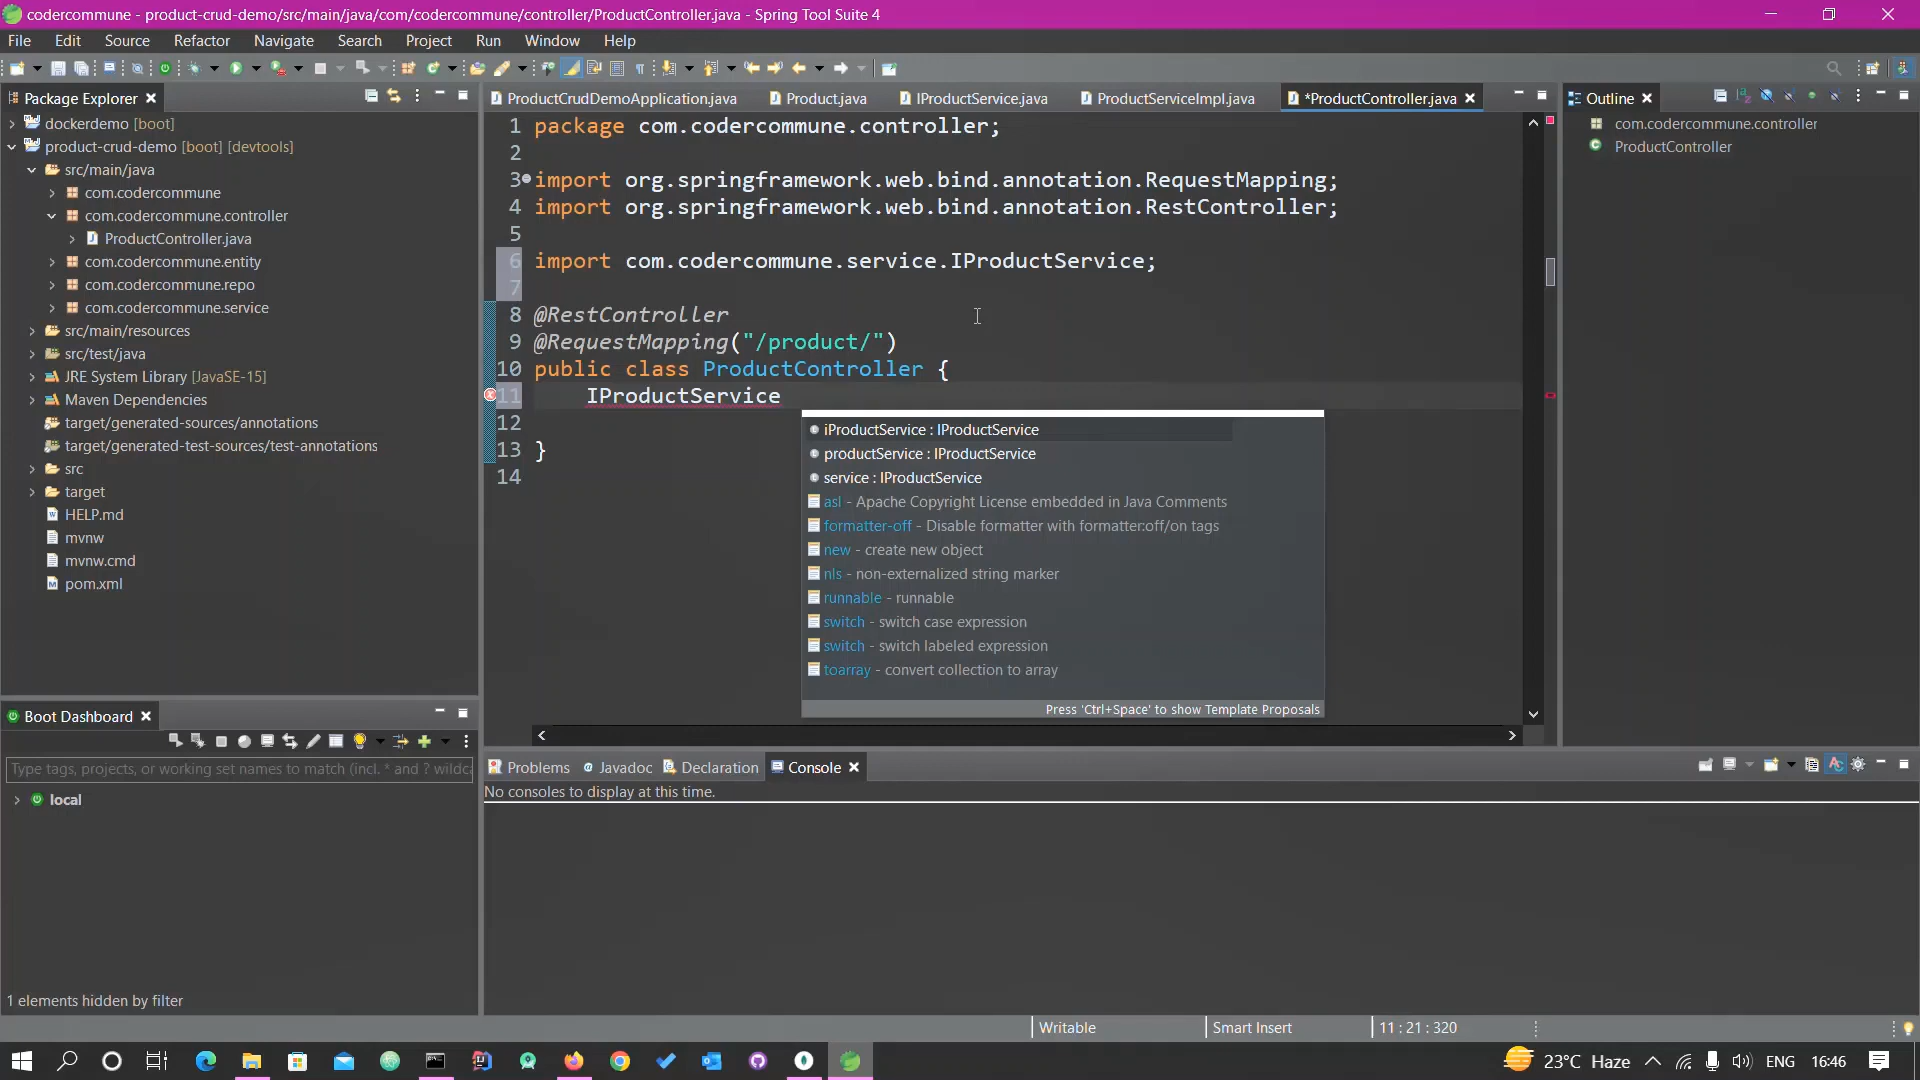 codercommune - product-crud-demo/src/main/java/com/codercommune/controller/ProductController.java - Spring Tool Suite 4
File Edit Source Refactor Navigate Search Project Run Window Help
Package Explorer
dockerdemo [boot]
product-crud-demo [boot] [devtools]
src/main/java
com.codercommune
com.codercommune.controller
ProductController.java
com.codercommune.entity
com.codercommune.repo
com.codercommune.service
src/main/resources
src/test/java
JRE System Library [JavaSE-15]
Maven Dependencies
target/generated-sources/annotations
target/generated-test-sources/test-annotations
src
target
HELP.md
mvnw
mvnw.cmd
pom.xml
ProductCrudDemoApplication.java Product.java IProductService.java ProductServiceImpl.java *ProductController.java
1 package com.codercommune.controller;
2
3 import org.springframework.web.bind.annotation.RequestMapping;
4 import org.springframework.web.bind.annotation.RestController;
5
6 import com.codercommune.service.IProductService;
7
8 @RestController
9 @RequestMapping("/product/")
10 public class ProductController {
11 IProductService
12
13 }
14
iProductService : IProductService
productService : IProductService
service : IProductService
asl - Apache Copyright License embedded in Java Comments
formatter-off - Disable formatter with formatter:off/on tags
new - create new object
nls - non-externalized string marker
runnable - runnable
switch - switch case expression
switch - switch labeled expression
toarray - convert collection to array
Press 'Ctrl+Space' to show Template Proposals
Outline
com.codercommune.controller
ProductController
Boot Dashboard
Type tags, projects, or working set names to match (incl. * and ? wildca
local
1 elements hidden by filter
Problems Javadoc Declaration Console
No consoles to display at this time.
Writable Smart Insert 11 : 21 : 320
23°C Haze ENG 16:46